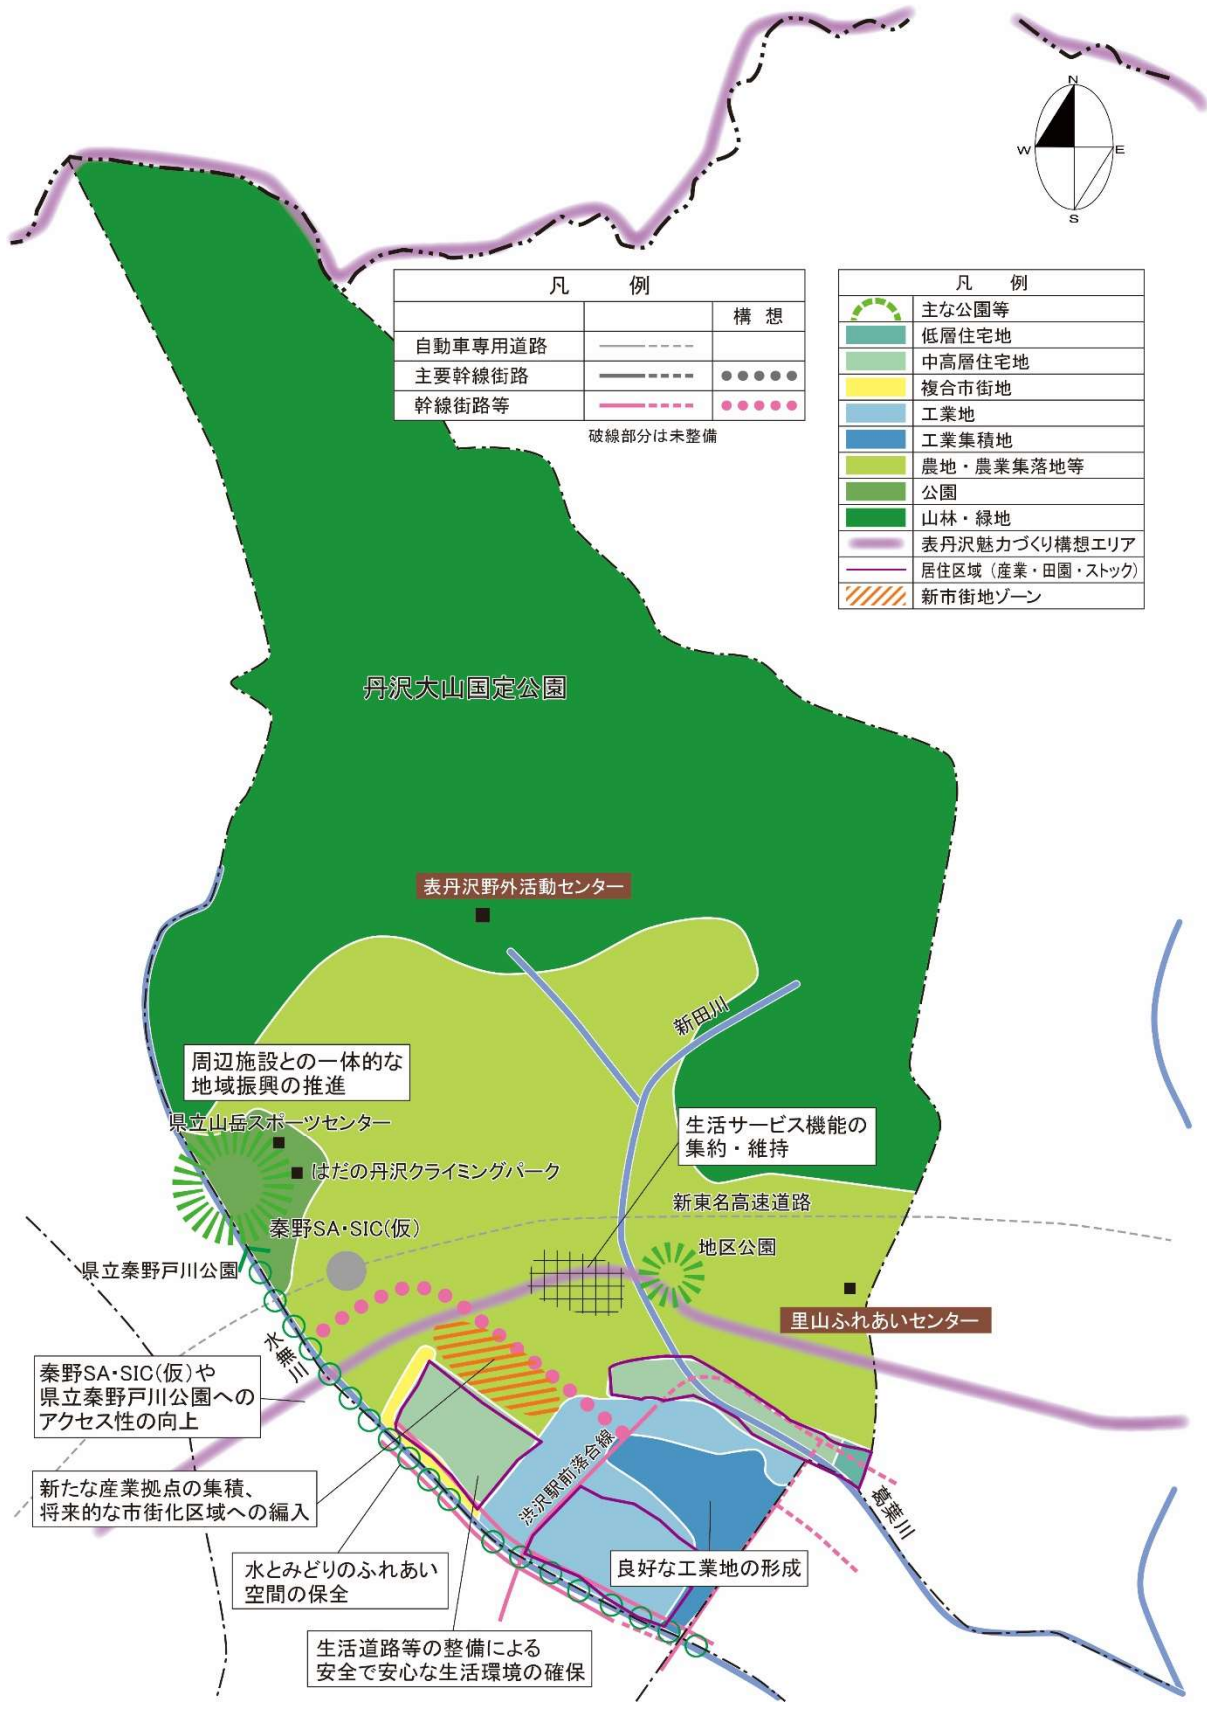 N
W
E
S
凡 例
構想
自動車専用道路
主要幹線街路
幹線街路等
破線部分は未整備
凡 例
主な公園等
低層住宅地
中高層住宅地
複合市街地
工業地
工業集積地
農地・農業集落地等
公園
山林・緑地
表丹沢魅力づくり構想エリア
居住区域（産業・田園・ストック）
新市街地ゾーン
丹沢大山国定公園
表丹沢野外活動センター
新田川
周辺施設との一体的な
地域振興の推進
県立山岳スポーツセンター
はだの丹沢クライミングパーク
生活サービス機能の
集約・維持
新東名高速道路
秦野SA・SIC(仮)
地区公園
県立秦野戸川公園
里山ふれあいセンター
水無川
秦野SA・SIC(仮)や
県立秦野戸川公園への
アクセス性の向上
新たな産業拠点の集積、
将来的な市街化区域への編入
渋沢駅前落合線
葛葉川
水とみどりのふれあい
空間の保全
良好な工業地の形成
生活道路等の整備による
安全で安心な生活環境の確保